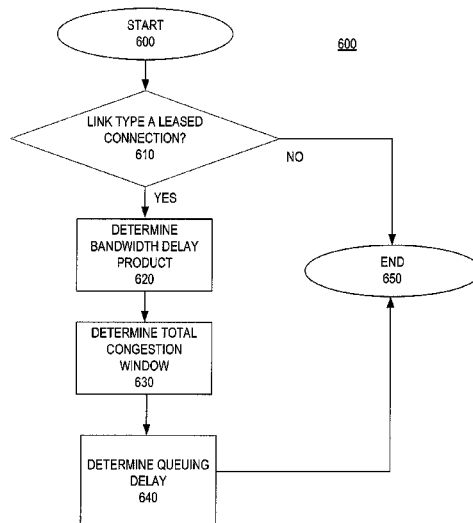 START
600
600
LINK TYPE A LEASED
CONNECTION?
610
NO
YES
DETERMINE
BANDWIDTH DELAY
PRODUCT
620
END
650
DETERMINE TOTAL
CONGESTION
WINDOW
630
DETERMINE QUEUING
DELAY
640